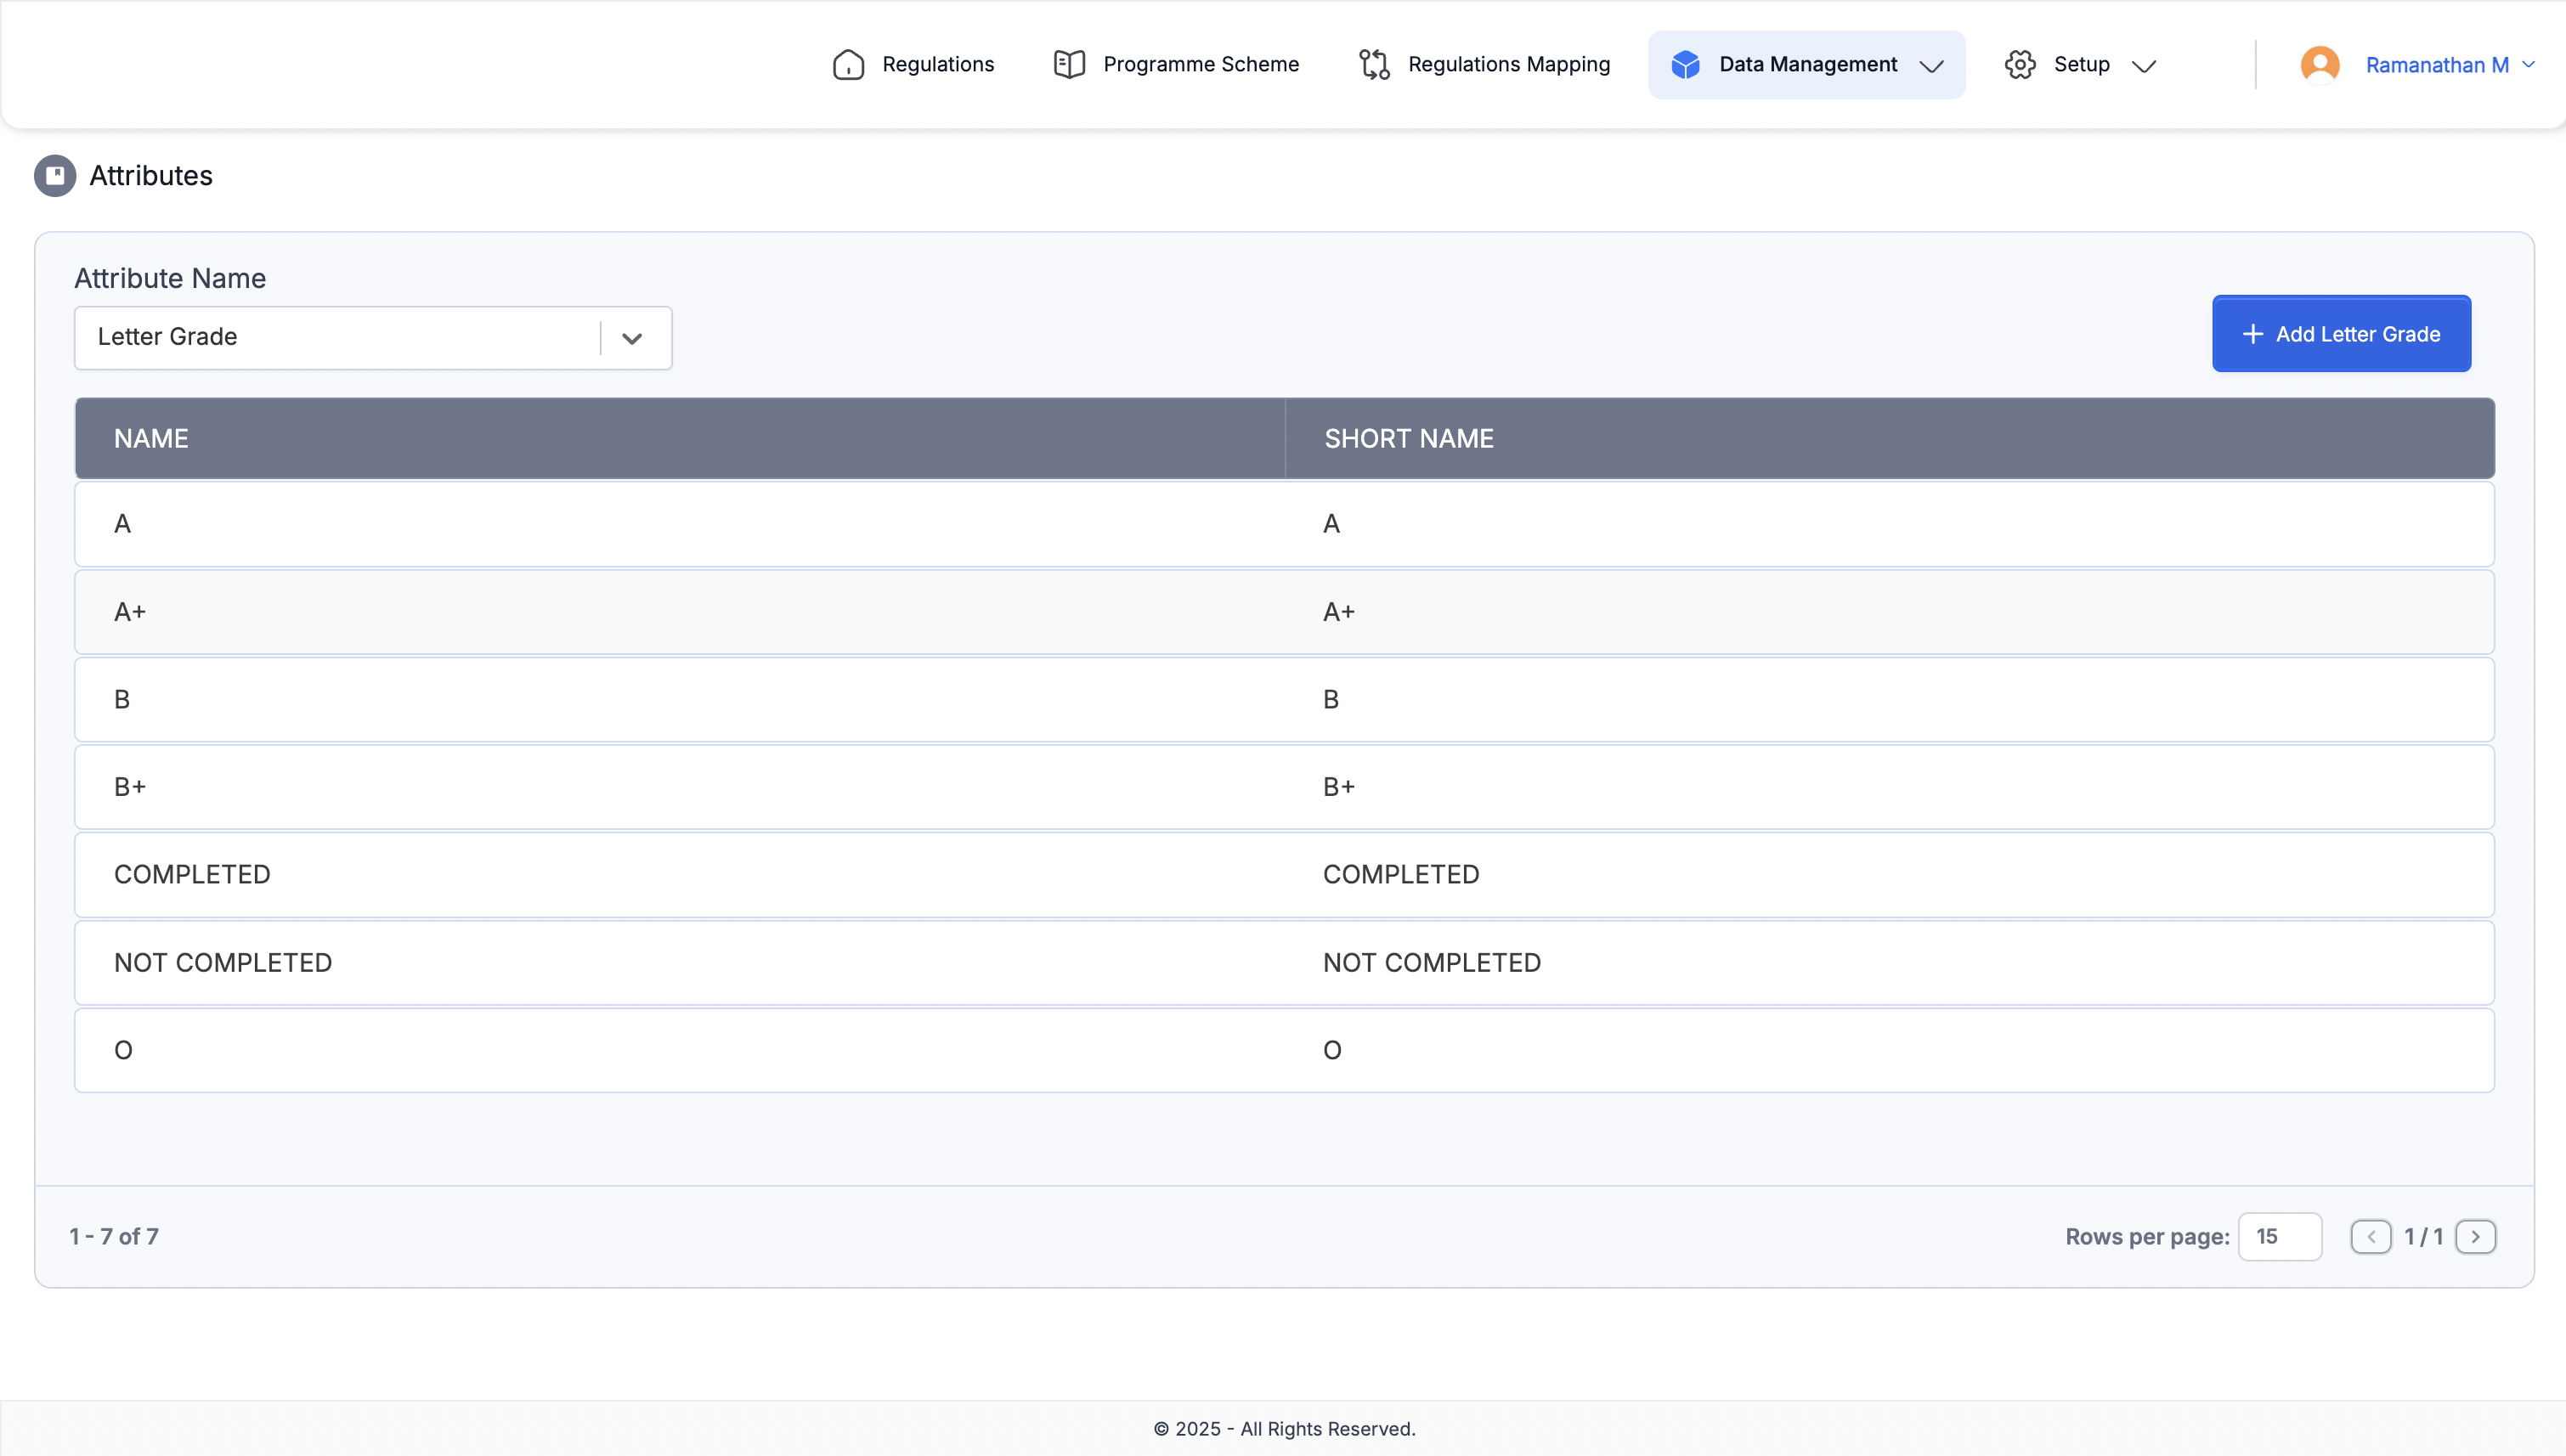 Regulations
Programme Scheme
Regulations Mapping
Data Management
Setup
Ramanathan M
Attributes
Attribute Name
Letter Grade
Add Letter Grade
NAME SHORT NAME
A A
A+ A+
B B
B+ B+
COMPLETED COMPLETED
NOT COMPLETED NOT COMPLETED
O O
1 - 7 of 7
Rows per page: 15
1 / 1
© 2025 - All Rights Reserved.